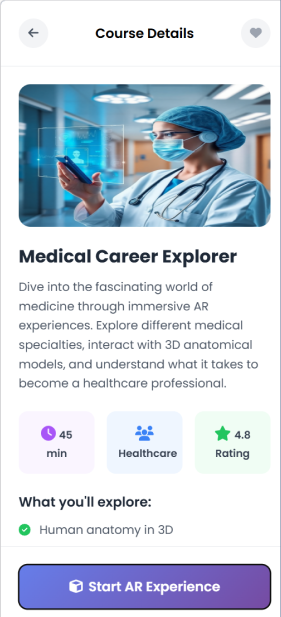 Course Details
Medical Career Explorer
Dive into the fascinating world of
medicine through immersive AR
experiences. Explore different medical
specialties, interact with 3D anatomical
models, and understand what it takes to
become a healthcare professional.
45
min
Healthcare
4.8
Rating
What you'll explore:
Human anatomy in 3D
Start AR Experience